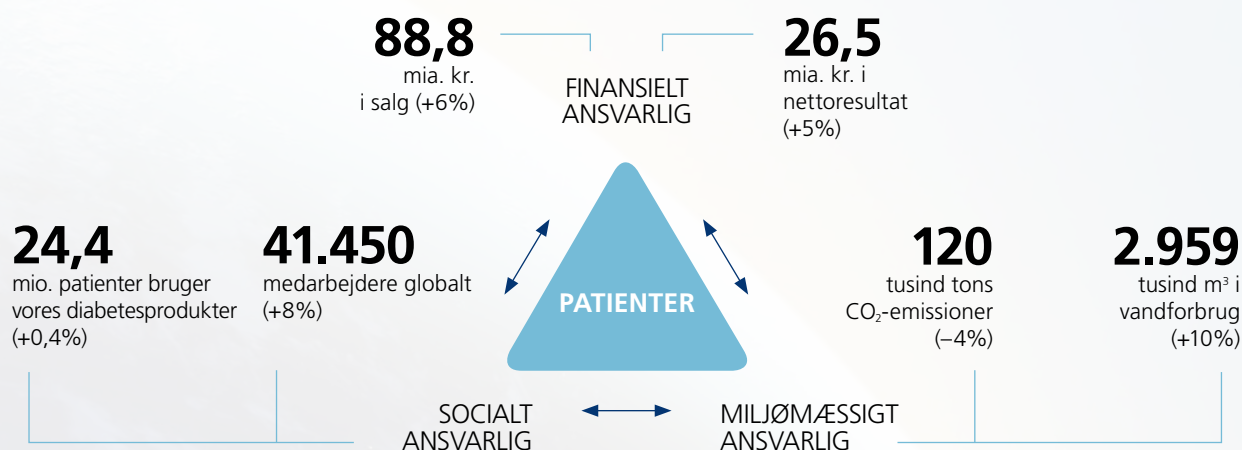 88,8
mia. kr.
i salg (+6%)
FINANSIELT
ANSVARLIG
26,5
mia. kr. i
nettoresultat
(+5%)
24,4
mio. patienter bruger
vores diabetesprodukter
(+0,4%)
41.450
medarbejdere globalt
(+8%)
PATIENTER
120
tusind tons
CO₂-emissioner
(–4%)
2.959
tusind m³ i
vandforbrug
(+10%)
SOCIALT
ANSVARLIG
MILJØMÆSSIGT
ANSVARLIG